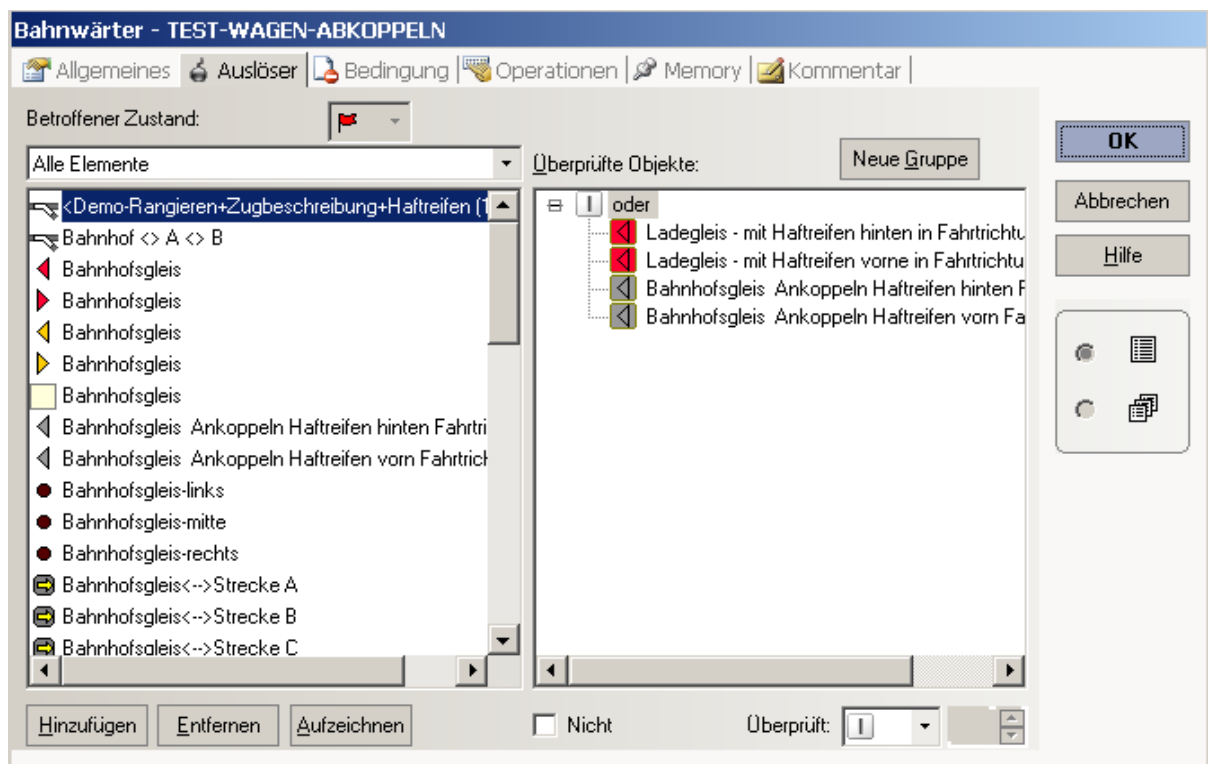 Bahnwärter - TEST-WAGEN-ABKOPPELN
Allgemeines Auslöser Bedingung Operationen Memory Kommentar
Betroffener Zustand:
Alle Elemente
Überprüfte Objekte:
Neue Gruppe
<Demo-Rangieren+Zugbeschreibung+Haftreifen (1
Bahnhof <> A <> B
Bahnhofsgleis
Bahnhofsgleis
Bahnhofsgleis
Bahnhofsgleis
Bahnhofsgleis
Bahnhofsgleis Ankoppeln Haftreifen hinten Fahrtri
Bahnhofsgleis Ankoppeln Haftreifen vorn Fahrtrich
Bahnhofsgleis-links
Bahnhofsgleis-mitte
Bahnhofsgleis-rechts
Bahnhofsgleis<-->Strecke A
Bahnhofsgleis<-->Strecke B
Bahnhofsgleis<-->Strecke C
oder
Ladegleis - mit Haftreifen hinten in Fahrtrichtu
Ladegleis - mit Haftreifen vorne in Fahrtrichtu
Bahnhofsgleis Ankoppeln Haftreifen hinten F
Bahnhofsgleis Ankoppeln Haftreifen vorn Fa
OK
Abbrechen
Hilfe
Hinzufügen Entfernen Aufzeichnen
Nicht
Überprüft: